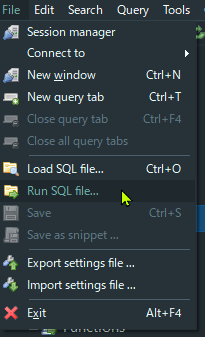 File Edit Search Query Tools
Session manager
Connect to
New window Ctrl+N
New query tab Ctrl+T
Close query tab Ctrl+F4
Close all query tabs
Load SQL file... Ctrl+O
Run SQL file...
Save Ctrl+S
Save as snippet ...
Export settings file ...
Import settings file ...
Exit Alt+F4
Functions